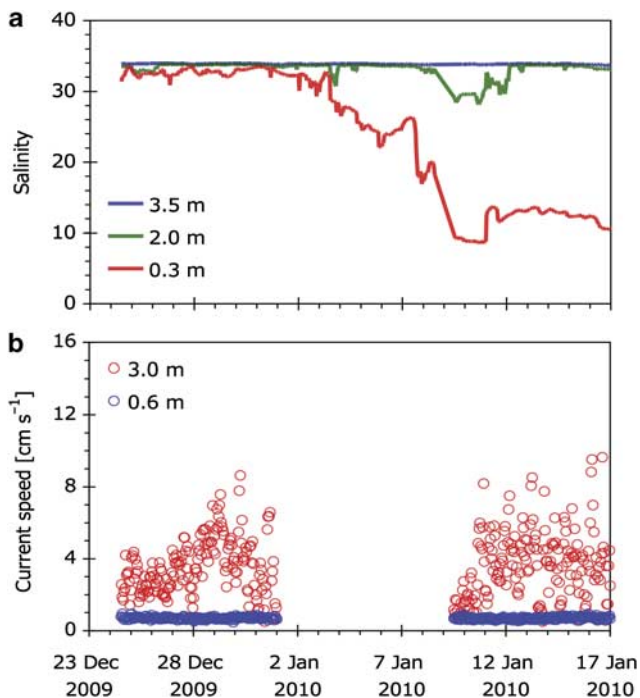 a
40
30
20
10
0
Salinity
3.5 m
2.0 m
0.3 m
b
16
12
8
4
0
Current speed [cm s⁻¹]
3.0 m
0.6 m
23 Dec 28 Dec 2 Jan 7 Jan 12 Jan 17 Jan
2009 2009 2010 2010 2010 2010